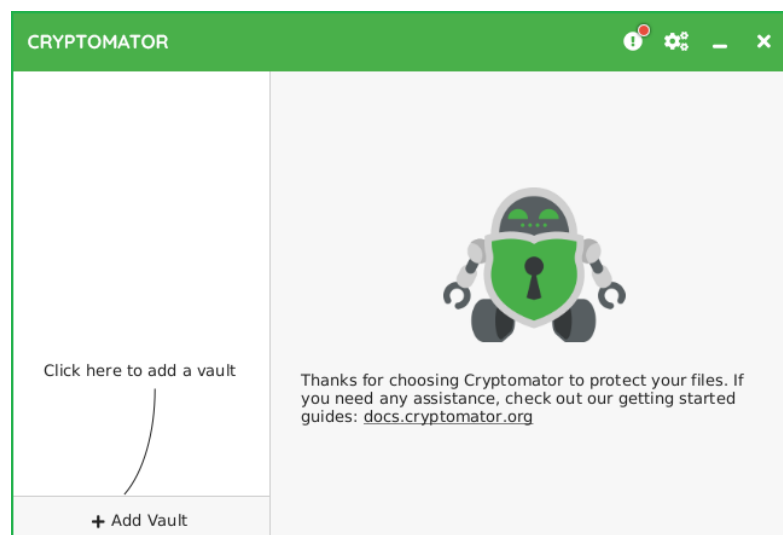 CRYPTOMATOR
Click here to add a vault
Thanks for choosing Cryptomator to protect your files. If
you need any assistance, check out our getting started
guides: docs.cryptomator.org
Add Vault